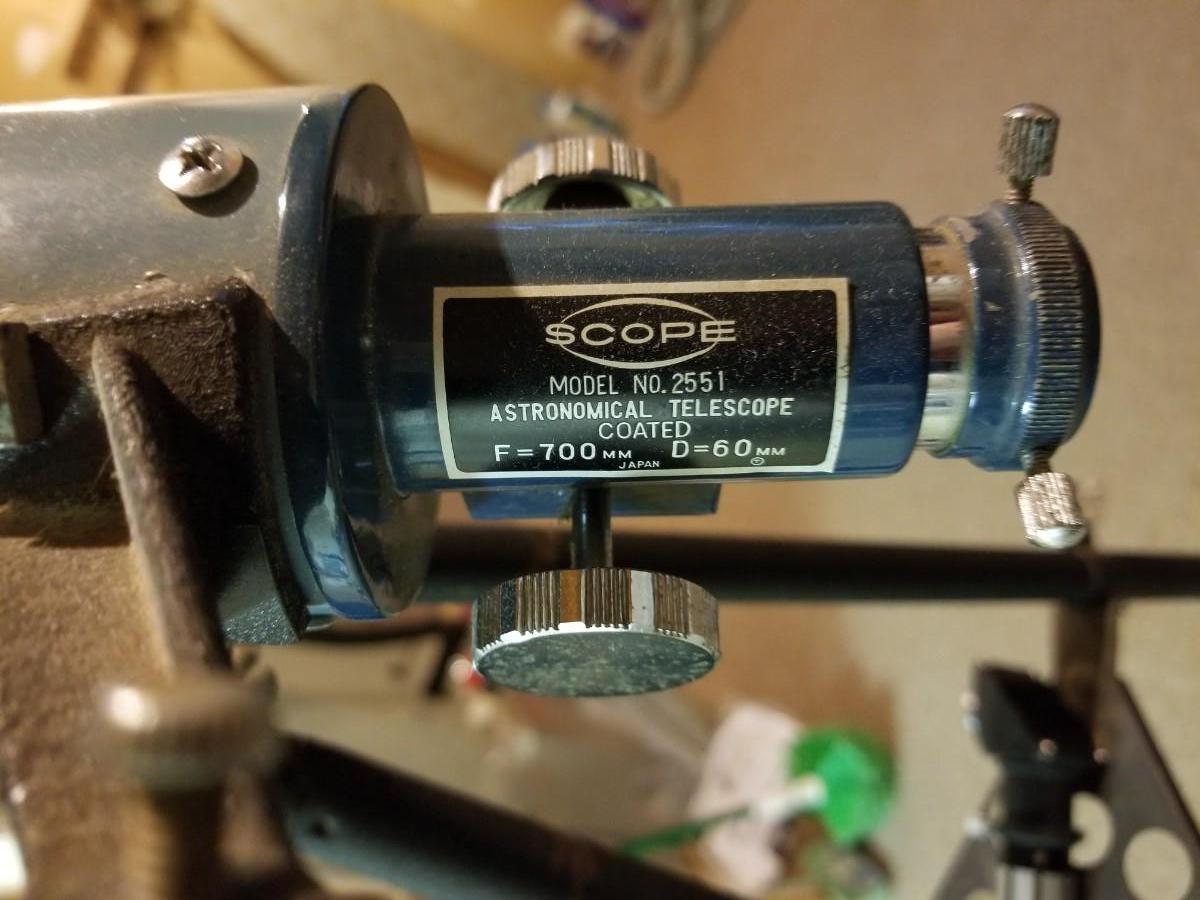 SCOPE
MODEL NO. 2551
ASTRONOMICAL TELESCOPE
COATED
F=700MM D=60MM
JAPAN